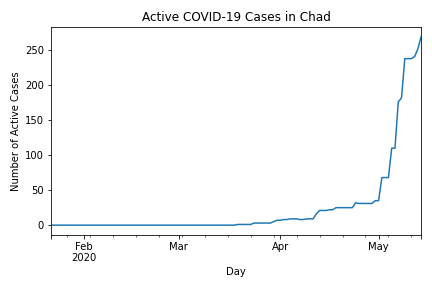 Active COVID-19 Cases in Chad
Number of Active Cases
250
200
150
100
50
0
Feb
2020
Mar
Apr
May
Day